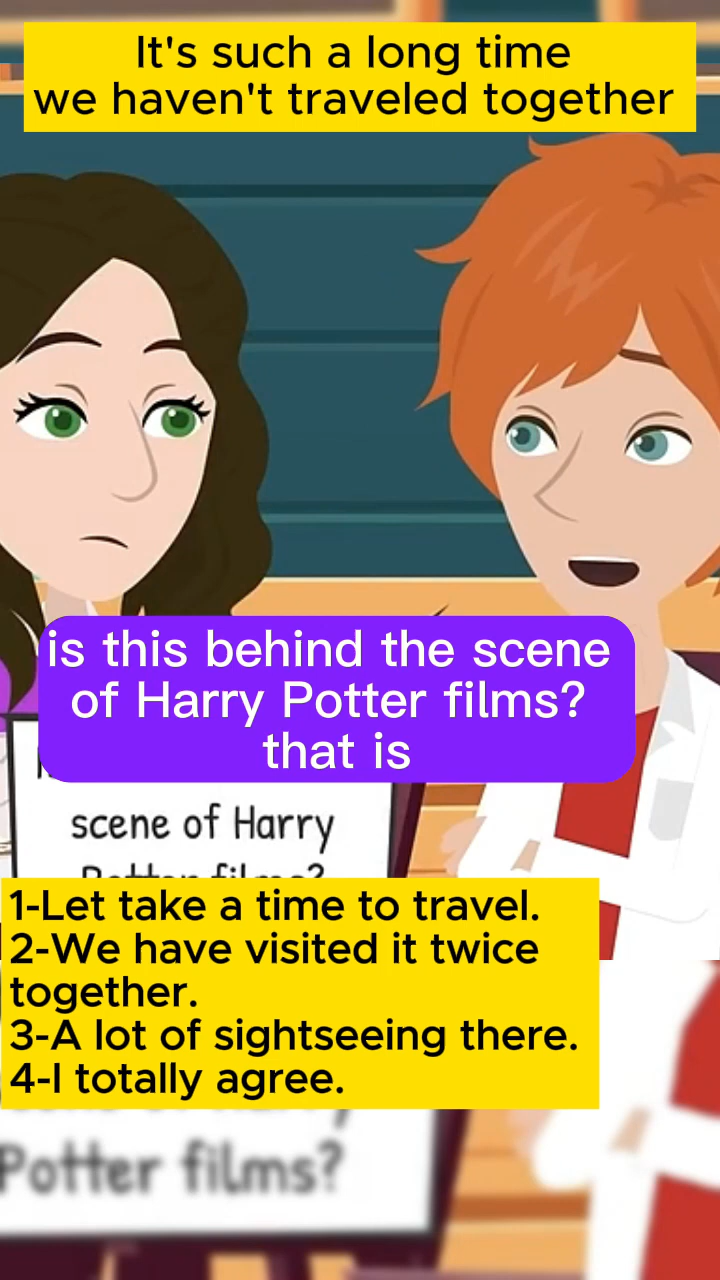 It's such a long time
we haven't traveled together
is this behind the scene
of Harry Potter films?
that is
scene of Harry
Potter films?
1-Let take a time to travel.
2-We have visited it twice
together.
3-A lot of sightseeing there.
4-I totally agree.
Potter films?